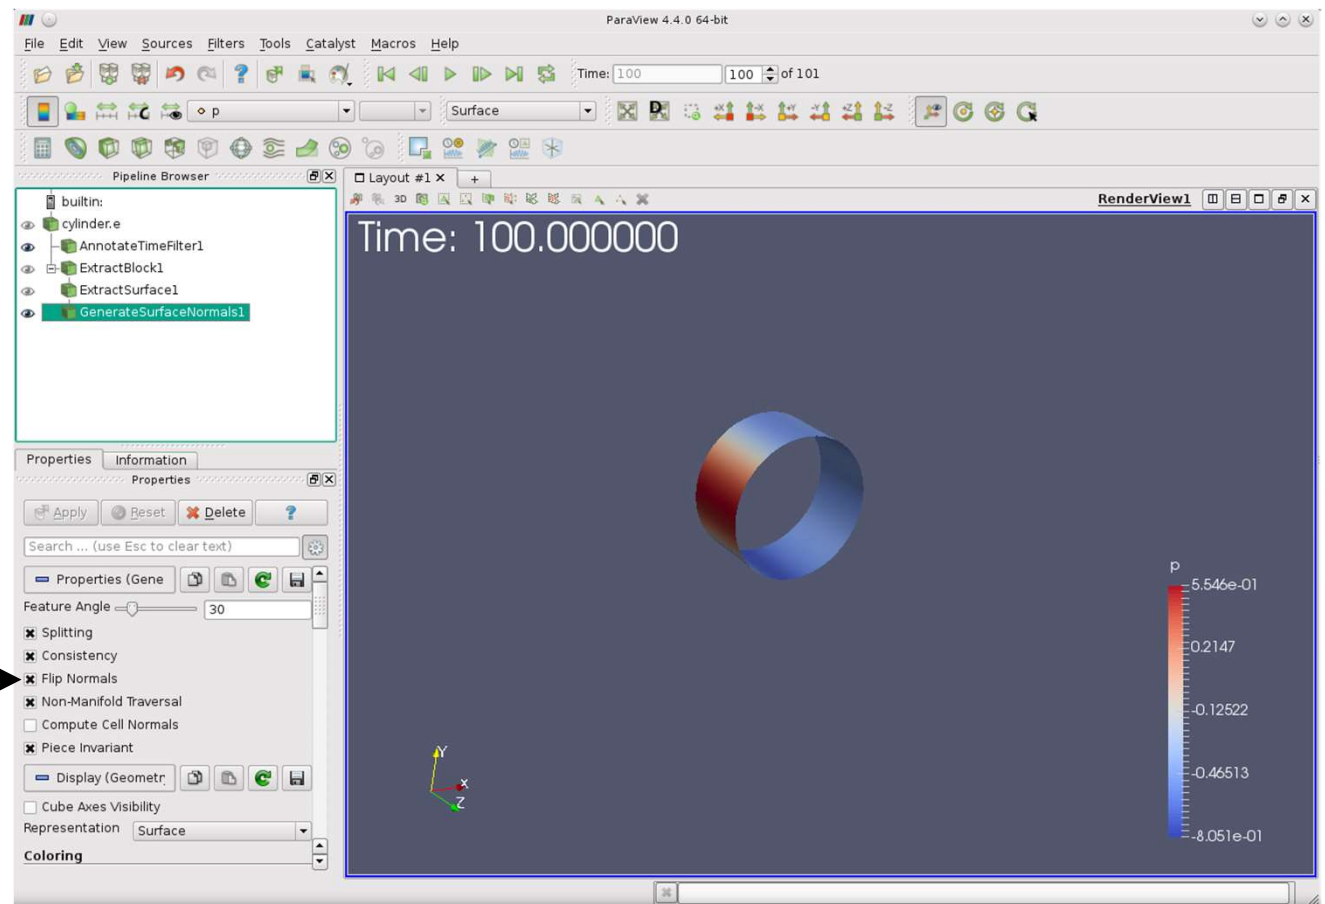 ParaView 4.4.0 64-bit
File Edit View Sources Filters Tools Catalyst Macros Help
Time: 100 100 of 101
p Surface
Pipeline Browser
Layout #1 +
builtin:
3D
RenderView1
cylinder.e
AnnotateTimeFilter1
ExtractBlock1
ExtractSurface1
GenerateSurfaceNormals1
Time: 100.000000
Properties Information
Properties
Apply Reset Delete ?
Search ... (use Esc to clear text)
Properties (Gene
Feature Angle 30
Splitting
Consistency
Flip Normals
Non-Manifold Traversal
Compute Cell Normals
Piece Invariant
Display (Geometr
Cube Axes Visibility
Representation Surface
Coloring
Y
X
Z
p
5.546e-01
0.2147
-0.12522
-0.46513
-8.051e-01